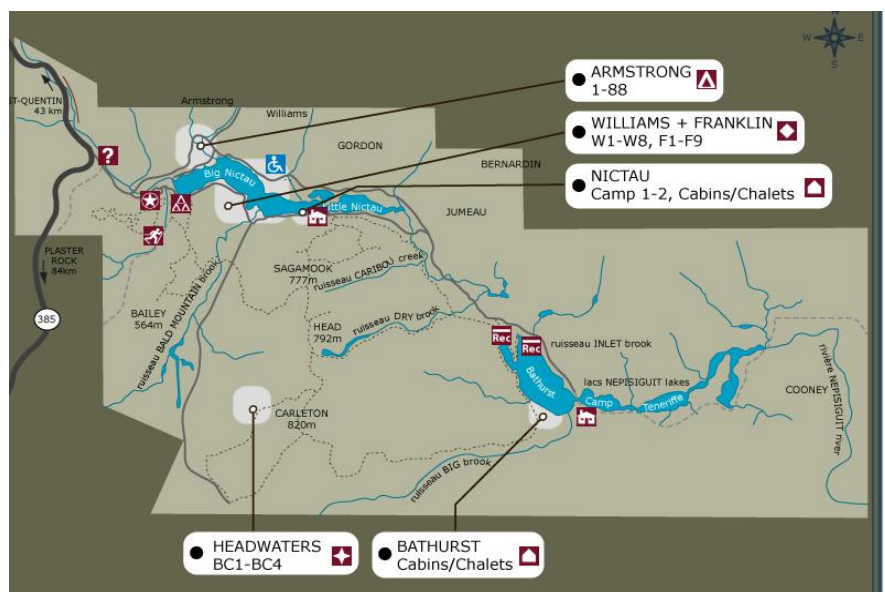 N
W
E
S
ARMSTRONG
1-88
WILLIAMS + FRANKLIN
W1-W8, F1-F9
NICTAU
Camp 1-2, Cabins/Chalets
ST-QUENTIN
43 km
Armstrong
Williams
GORDON
BERNARDIN
?
Big Nictau
Little Nictau
JUMEAU
PLASTER
ROCK
84km
SAGAMOOK
777m
ruisseau CARIBOU creek
385
BAILEY
564m
ruisseau BALD MOUNTAIN brook
HEAD
792m
ruisseau DRY brook
Rec
Rec
ruisseau INLET brook
Bathurst
lacs NEPISIGUIT lakes
Camp
Teneriffe
COONEY
rivière NEPISIGUIT river
CARLETON
820m
ruisseau BIG brook
HEADWATERS
BC1-BC4
BATHURST
Cabins/Chalets